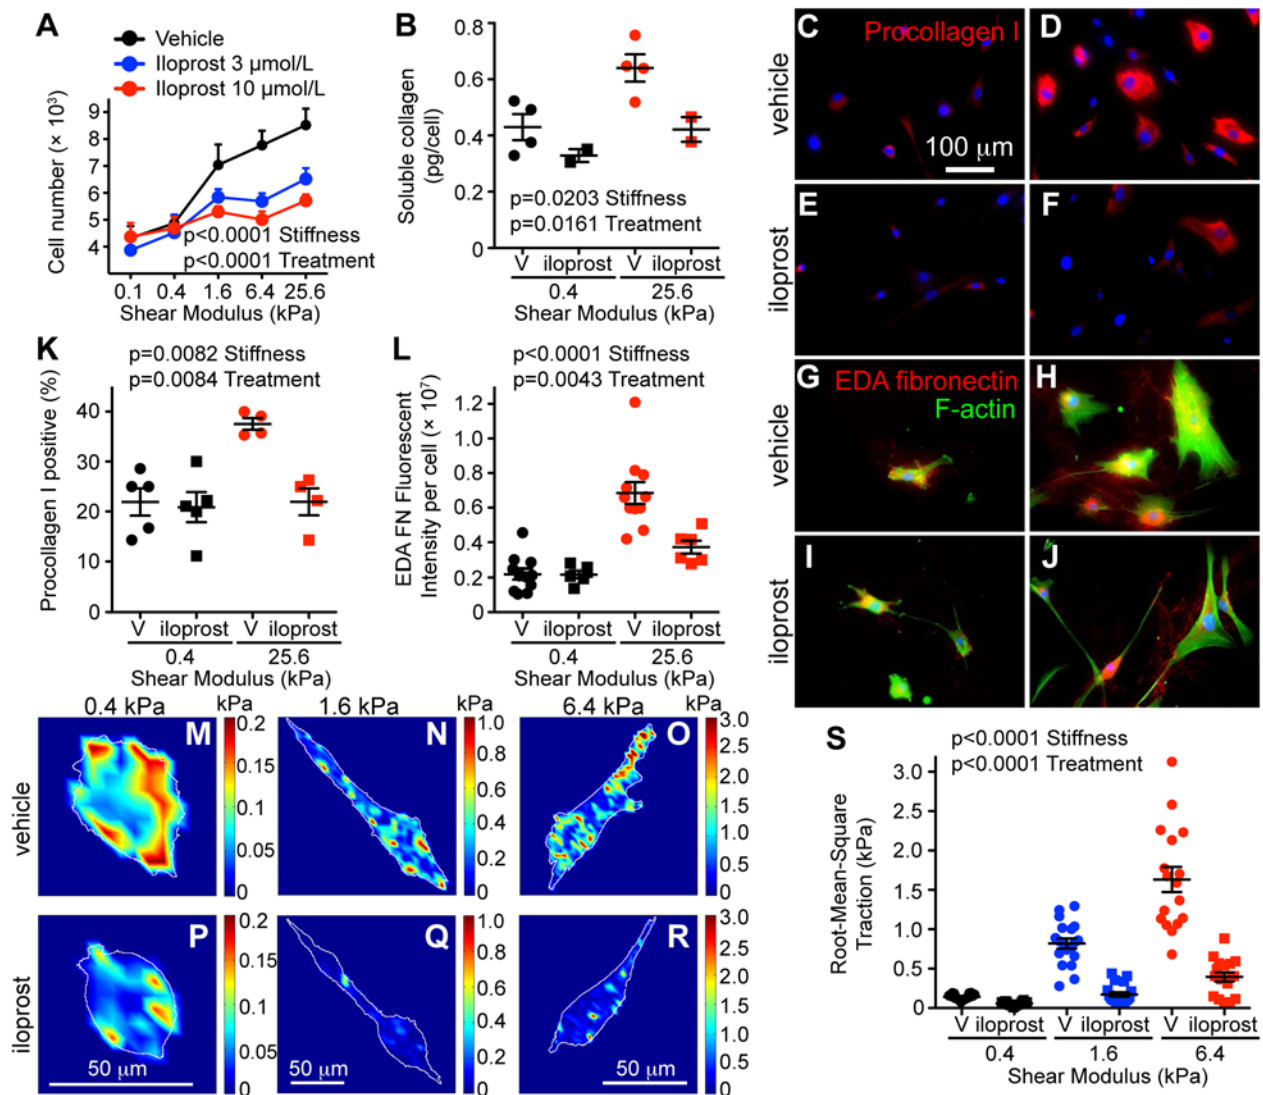 A
Vehicle
Iloprost 3 μmol/L
Iloprost 10 μmol/L
Cell number (× 10³)
9
8
7
6
5
4
p<0.0001 Stiffness
p<0.0001 Treatment
0.1 0.4 1.6 6.4 25.6
Shear Modulus (kPa)
B
Soluble collagen
(pg/cell)
0.8
0.6
0.4
0.2
0
p=0.0203 Stiffness
p=0.0161 Treatment
V iloprost V iloprost
0.4 25.6
Shear Modulus (kPa)
vehicle
C
Procollagen I
100 μm
D
iloprost
E
F
vehicle
G
EDA fibronectin
F-actin
H
iloprost
I
J
K
p=0.0082 Stiffness
p=0.0084 Treatment
Procollagen I positive (%)
40
30
20
10
0
V iloprost V iloprost
0.4 25.6
Shear Modulus (kPa)
L
p<0.0001 Stiffness
p=0.0043 Treatment
EDA FN Fluorescent
Intensity per cell (× 10⁷)
1.2
1.0
0.8
0.6
0.4
0.2
0
V iloprost V iloprost
0.4 25.6
Shear Modulus (kPa)
0.4 kPa
kPa
1.6 kPa
kPa
6.4 kPa
kPa
vehicle
M
0.2
0.15
0.1
0.05
0
N
1.0
0.8
0.6
0.4
0.2
0
O
3.0
2.5
2.0
1.5
1.0
0.5
0
iloprost
P
50 μm
0.2
0.15
0.1
0.05
0
Q
50 μm
1.0
0.8
0.6
0.4
0.2
0
R
50 μm
3.0
2.5
2.0
1.5
1.0
0.5
0
S
p<0.0001 Stiffness
p<0.0001 Treatment
Root-Mean-Square
Traction (kPa)
3.0
2.5
2.0
1.5
1.0
0.5
0
V iloprost V iloprost V iloprost
0.4 1.6 6.4
Shear Modulus (kPa)